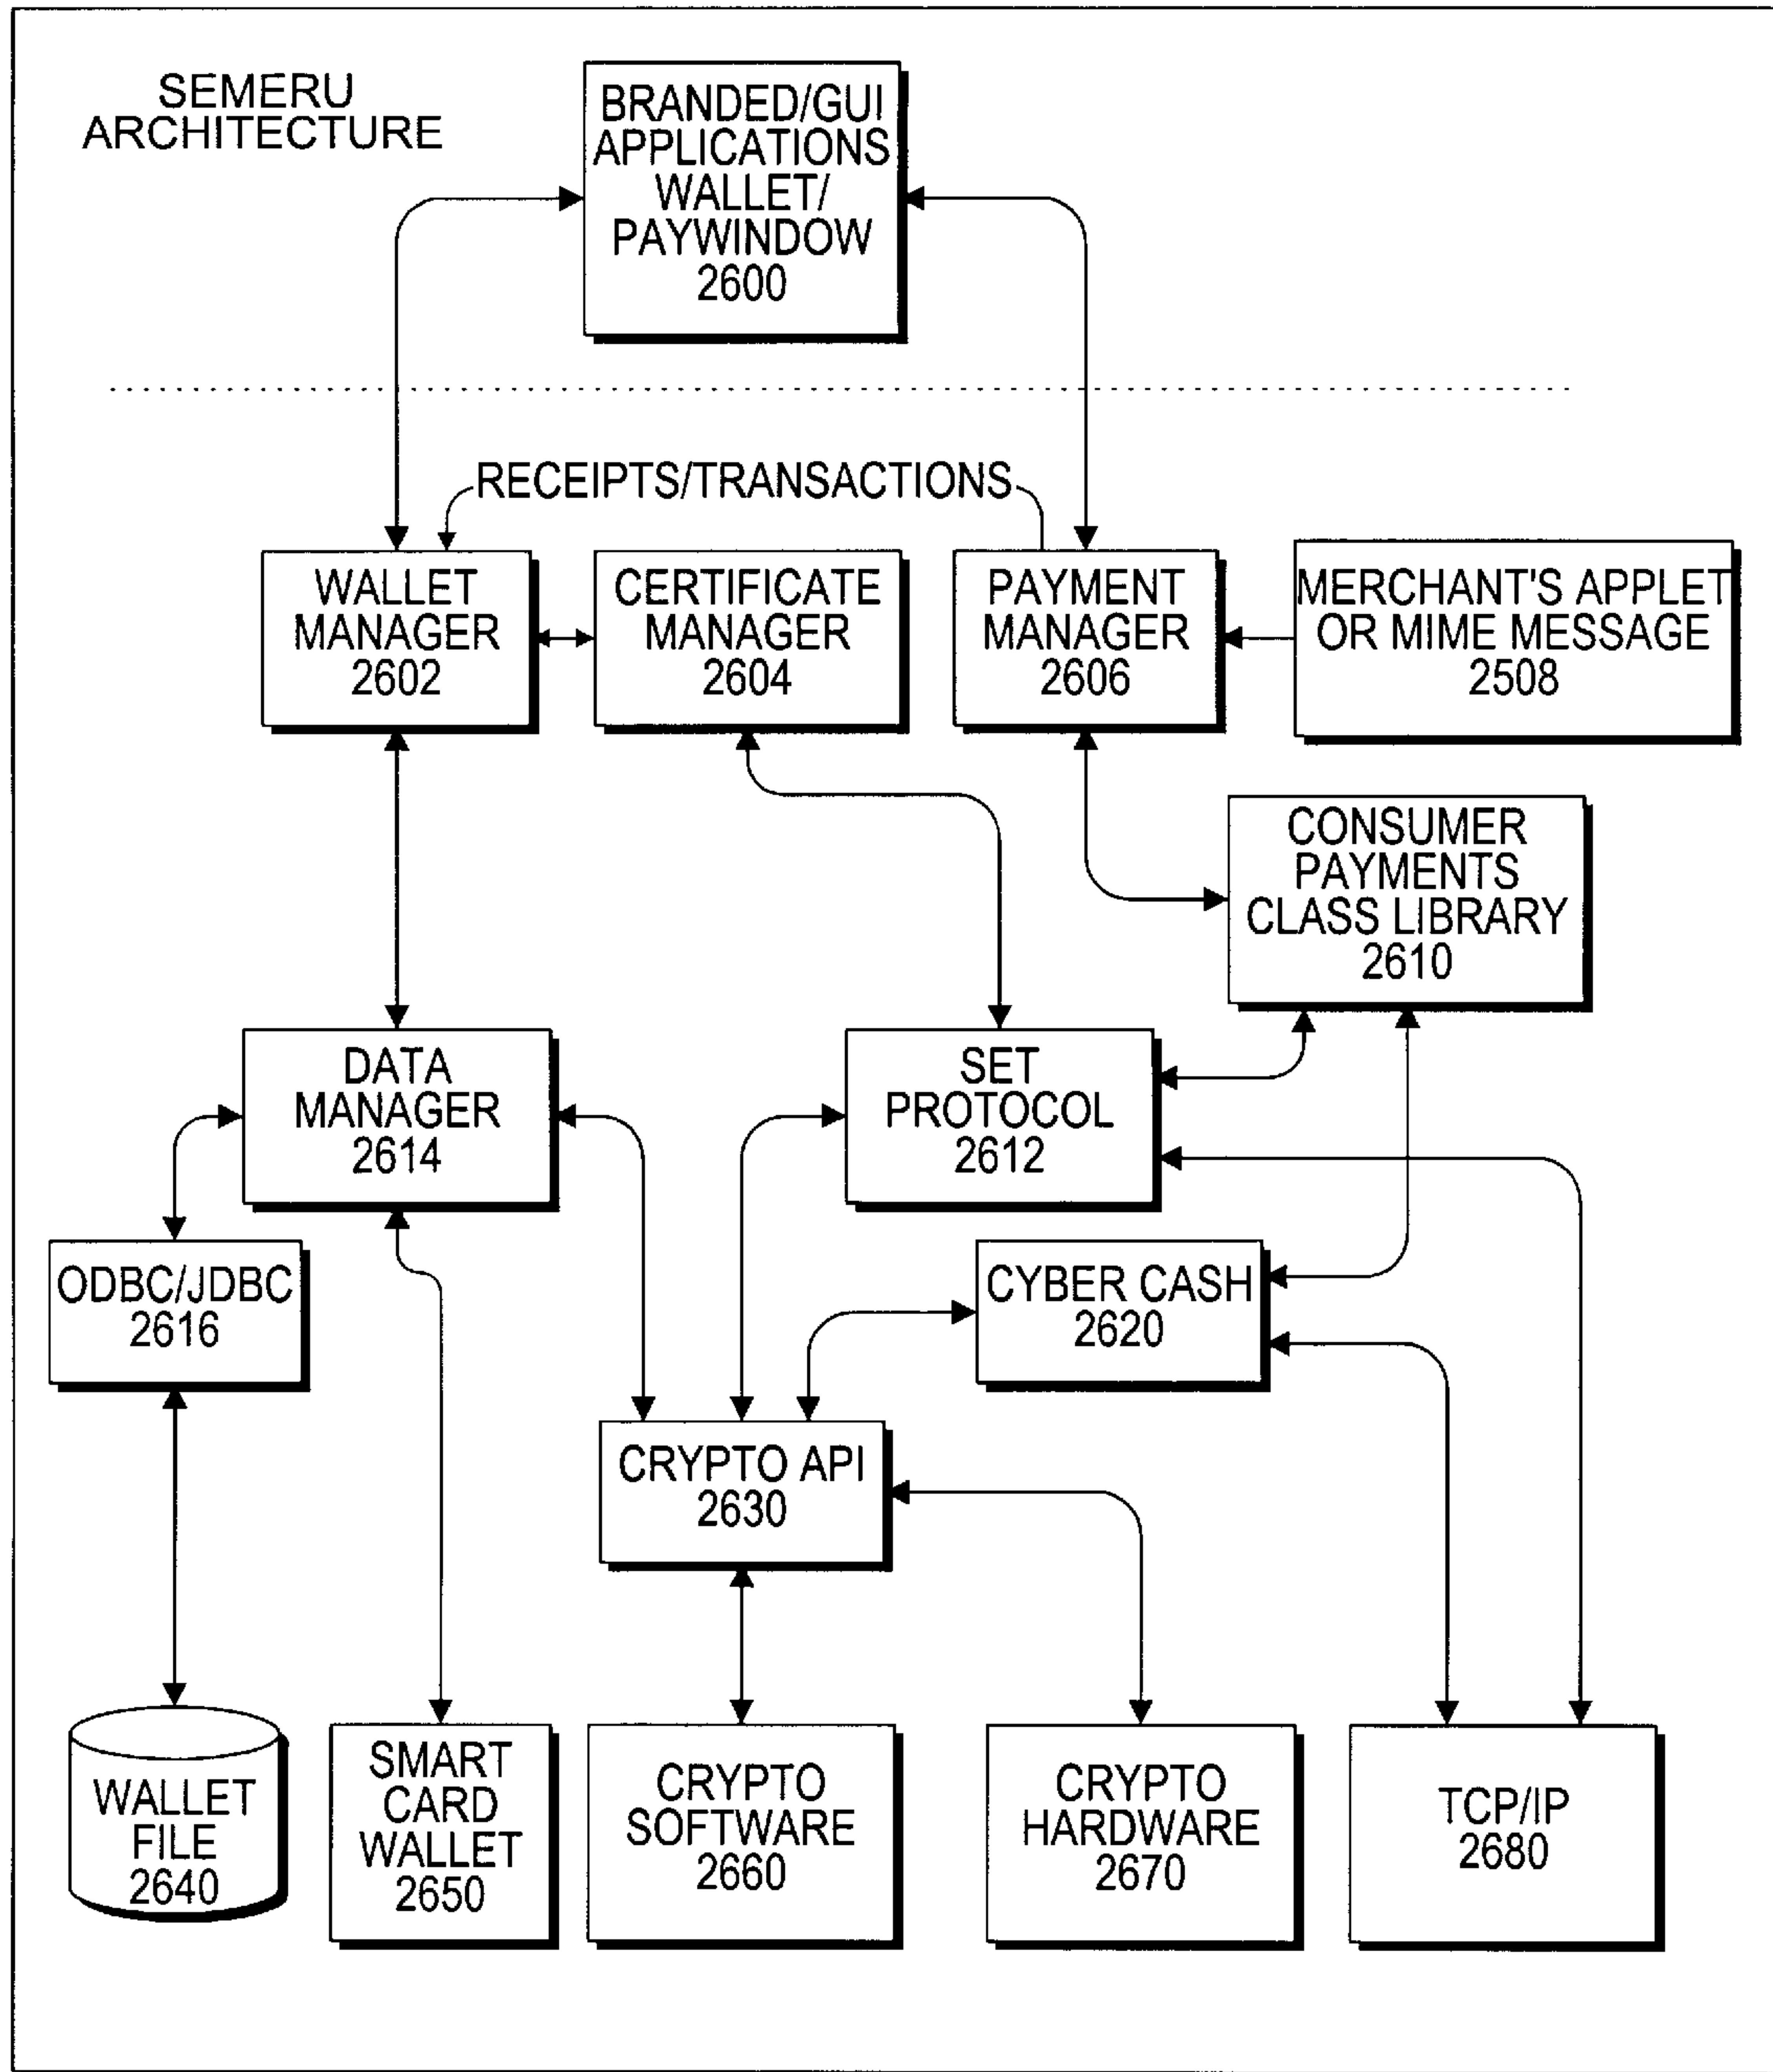 SEMERU
ARCHITECTURE
BRANDED/GUI
APPLICATIONS
WALLET/
PAYWINDOW
2600
RECEIPTS/TRANSACTIONS
WALLET
MANAGER
2602
CERTIFICATE
MANAGER
2604
PAYMENT
MANAGER
2606
MERCHANT'S APPLET
OR MIME MESSAGE
2508
CONSUMER
PAYMENTS
CLASS LIBRARY
2610
DATA
MANAGER
2614
SET
PROTOCOL
2612
ODBC/JDBC
2616
CYBER CASH
2620
CRYPTO API
2630
WALLET
FILE
2640
SMART
CARD
WALLET
2650
CRYPTO
SOFTWARE
2660
CRYPTO
HARDWARE
2670
TCP/IP
2680